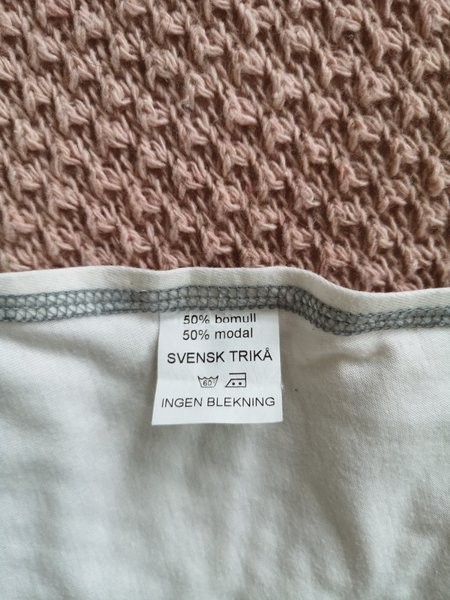 50% bomull
50% modal
SVENSK TRIKÅ
60
INGEN BLEKNING